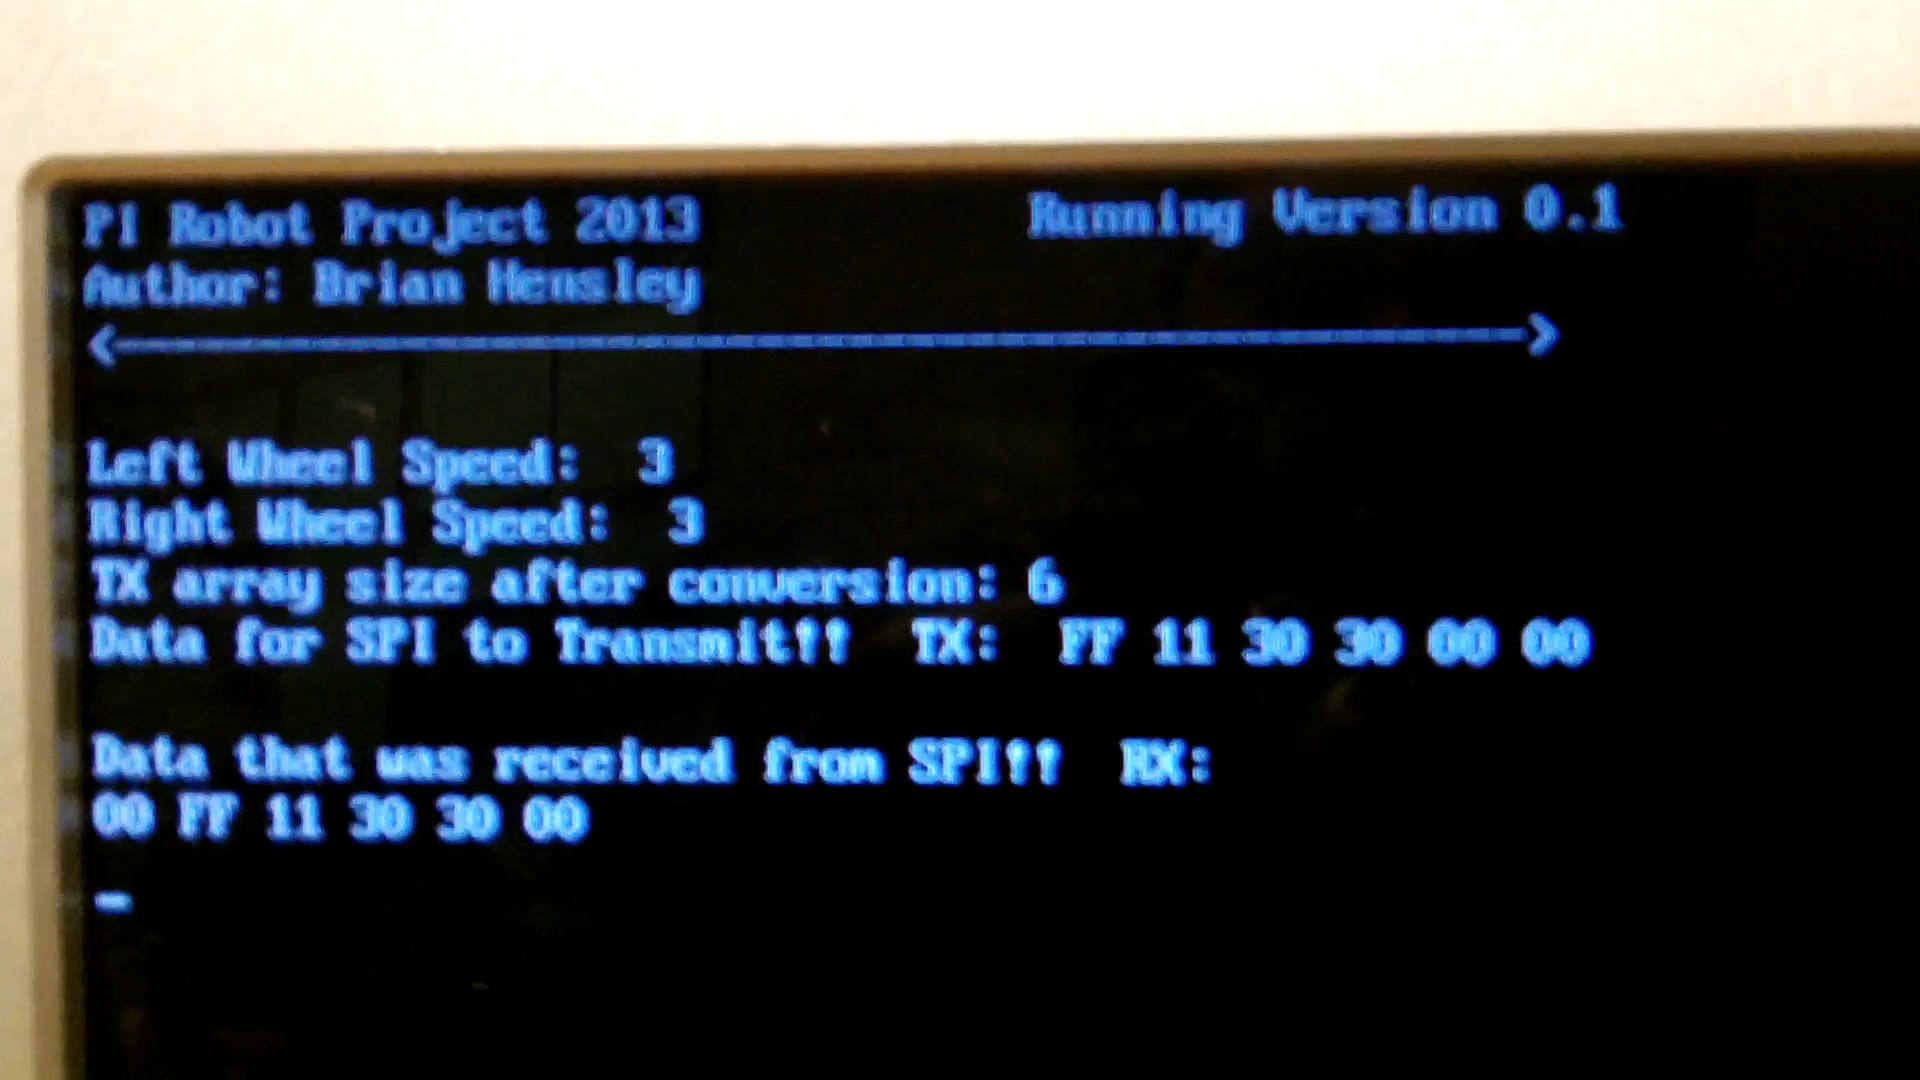 PI Robot Project 2013 Running Version 0.1
Author: Brian Hensley
Left Wheel Speed: 3
Right Wheel Speed: 3
TX array size after conversion: 6
Data for SPI to Transmit!! TX: FF 11 30 30 00 00
Data that was received from SPI!! RX:
00 FF 11 30 30 00